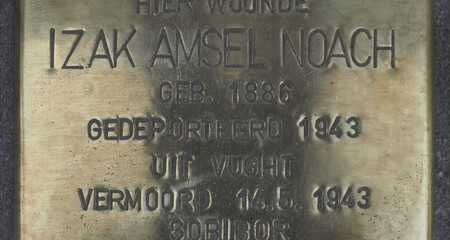 HIER WOONDE
IZAK AMSEL NOACH
GEB. 1886
GEDEPORTEERD 1943
UIT VUGHT
VERMOORD 14.5. 1943
SOBIBOR